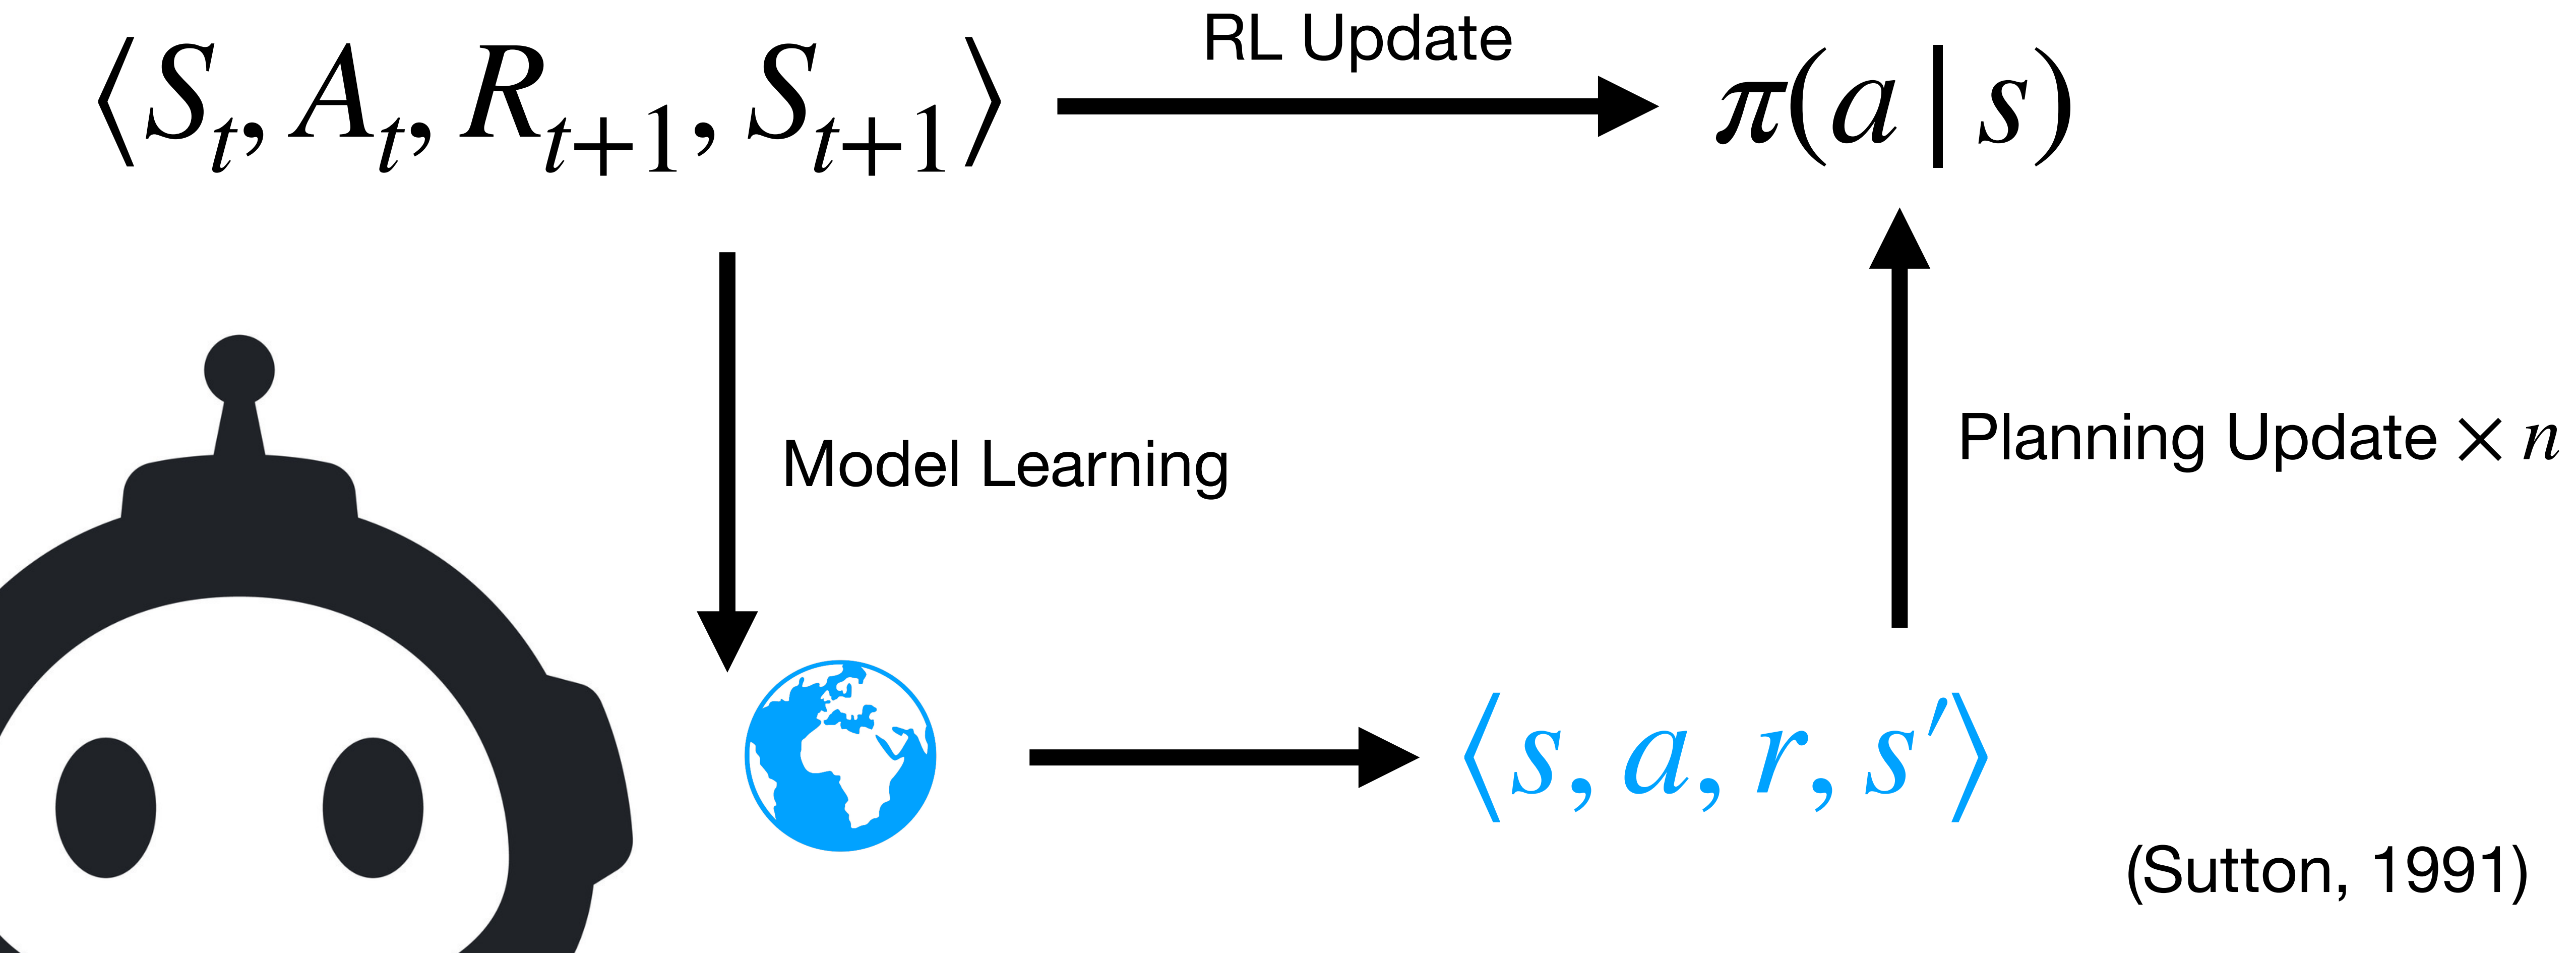 ⟨S_t, A_t, R_{t+1}, S_{t+1}⟩
RL Update
π(a | s)
Model Learning
Planning Update × n
⟨s, a, r, s′⟩
(Sutton, 1991)